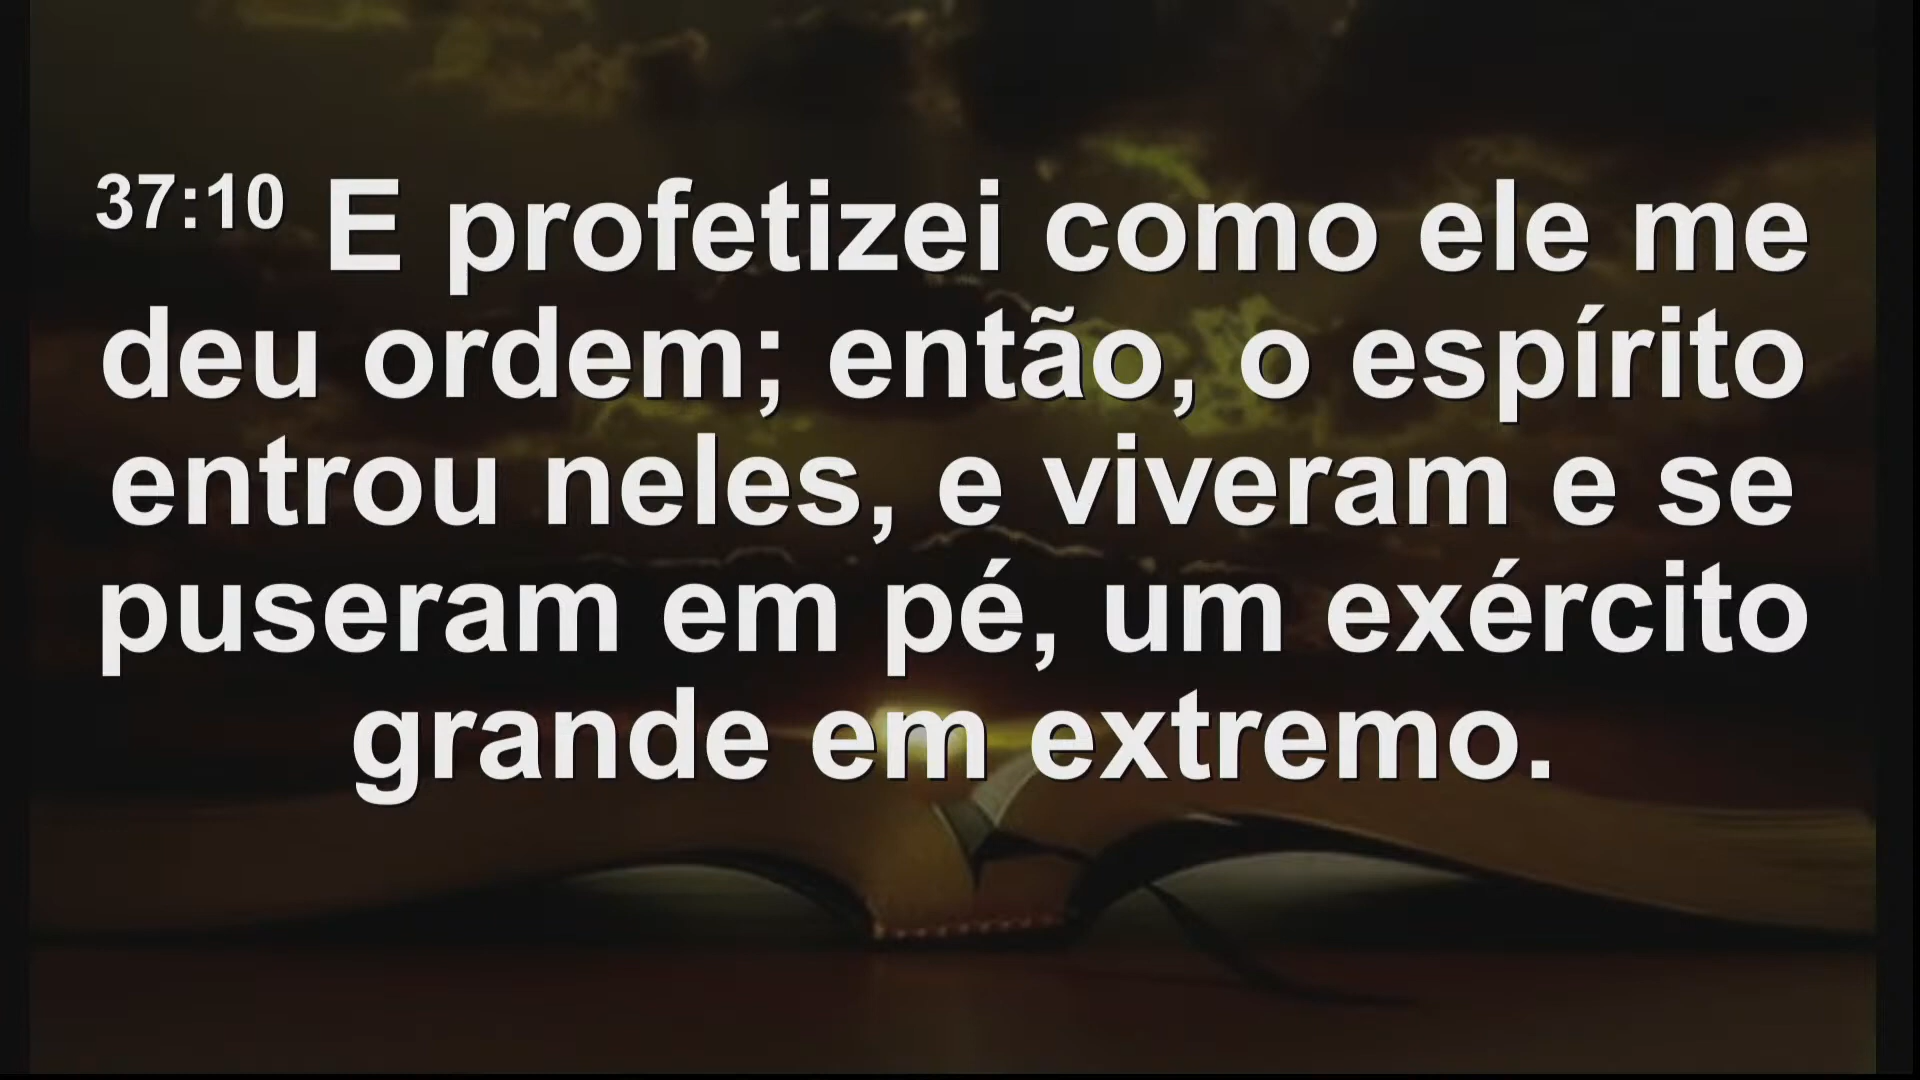 37:10 E profetizei como ele me
deu ordem; então, o espírito
entrou neles, e viveram e se
puseram em pé, um exército
grande em extremo.